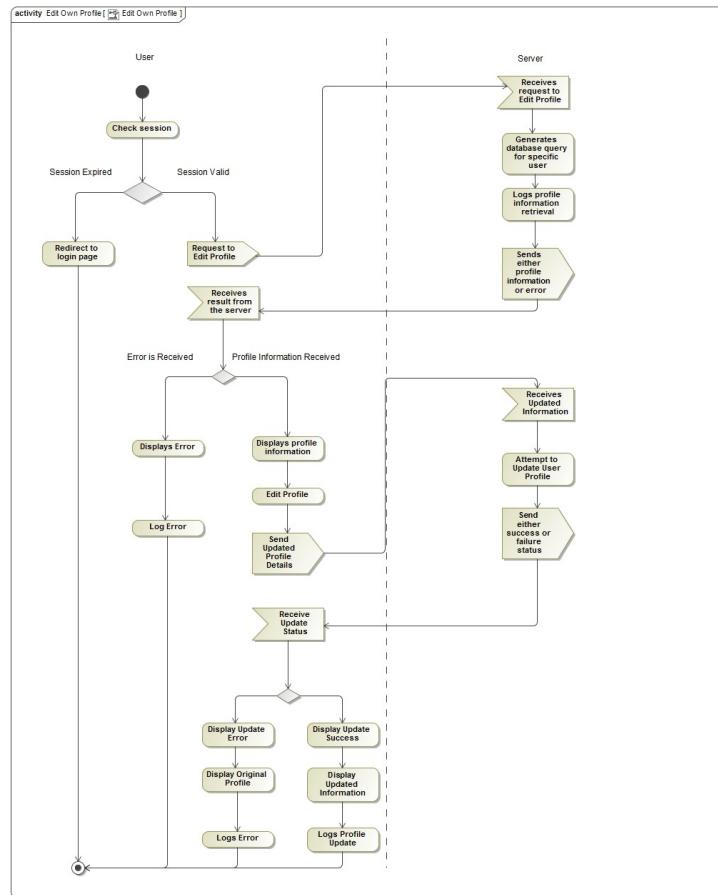 activity Edit Own Profile [ Edit Own Profile ]
User
Server
Receives
request to
Edit Profile
Check session
Generates
database query
for specific
user
Session Expired
Session Valid
Logs profile
information
retrieval
Redirect to
login page
Request to
Edit Profile
Sends
either
profile
information
or error
Receives
result from
the server
Error is Received
Profile Information Received
Receives
Updated
Information
Displays Error
Displays profile
information
Attempt to
Update User
Profile
Edit Profile
Log Error
Send
Updated
Profile
Details
Send
either
success or
failure
status
Receive
Update
Status
Display Update
Error
Display Update
Success
Display Original
Profile
Display
Updated
Information
Logs Error
Logs Profile
Update